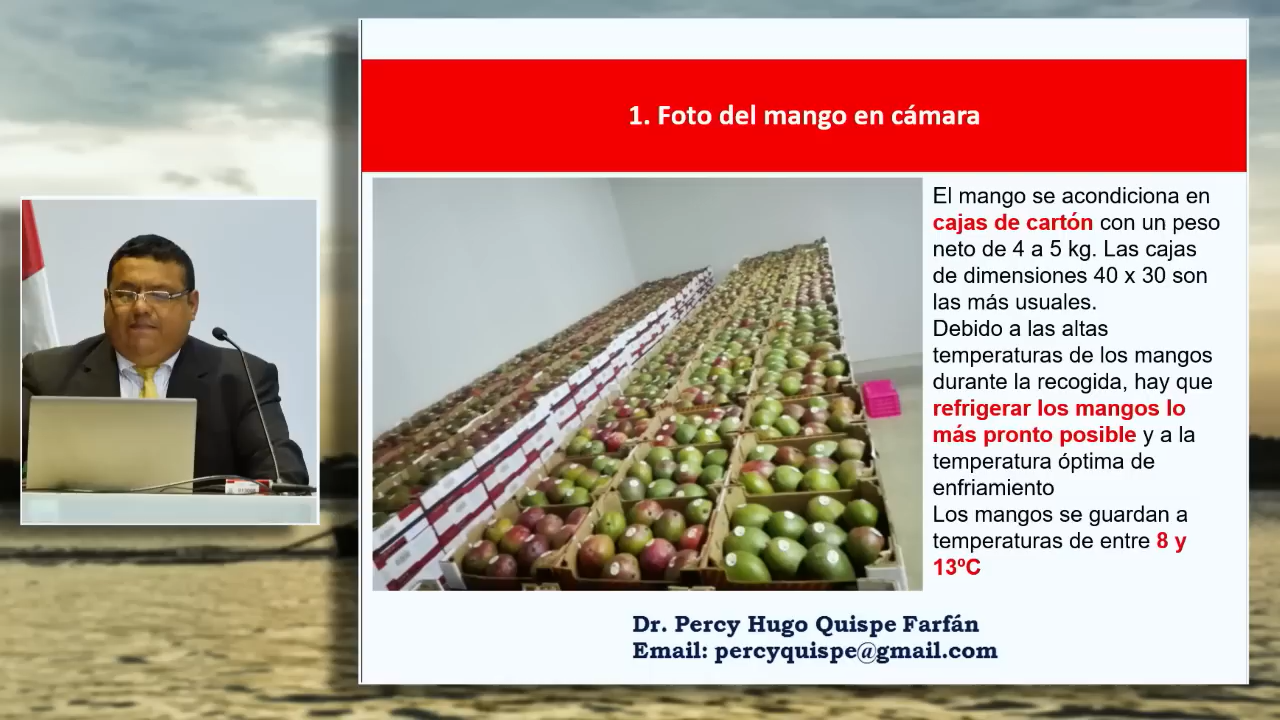 1. Foto del mango en cámara
El mango se acondiciona en
cajas de cartón con un peso
neto de 4 a 5 kg. Las cajas
de dimensiones 40 x 30 son
las más usuales.
Debido a las altas
temperaturas de los mangos
durante la recogida, hay que
refrigerar los mangos lo
más pronto posible y a la
temperatura óptima de
enfriamiento
Los mangos se guardan a
temperaturas de entre 8 y
13ºC
Dr. Percy Hugo Quispe Farfán
Email: percyquispe@gmail.com